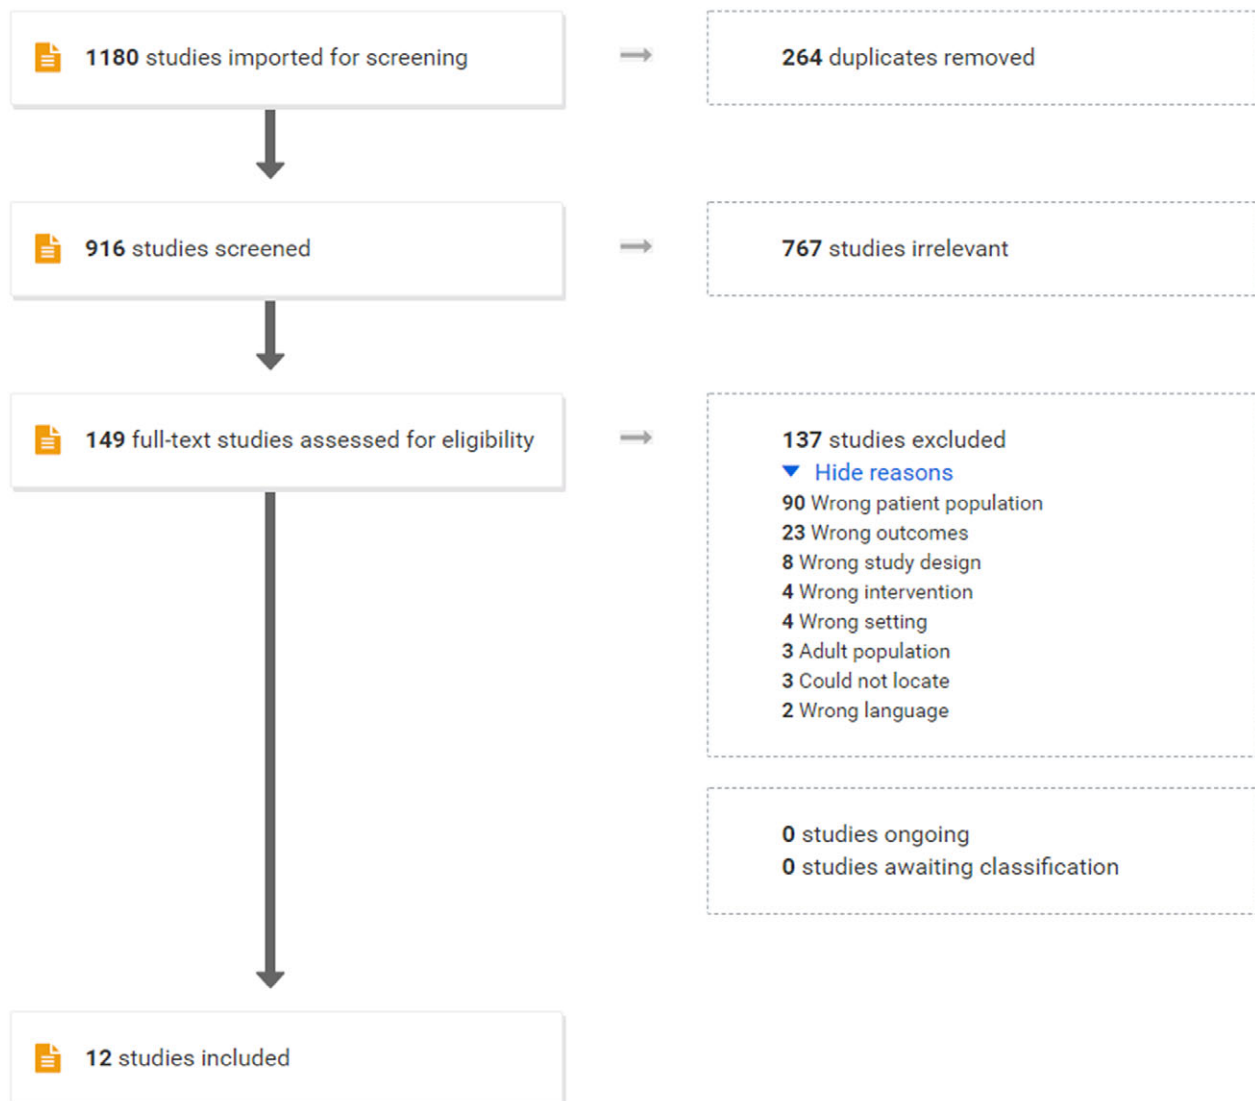 1180 studies imported for screening
264 duplicates removed
916 studies screened
767 studies irrelevant
149 full-text studies assessed for eligibility
137 studies excluded
Hide reasons
90 Wrong patient population
23 Wrong outcomes
8 Wrong study design
4 Wrong intervention
4 Wrong setting
3 Adult population
3 Could not locate
2 Wrong language
0 studies ongoing
0 studies awaiting classification
12 studies included